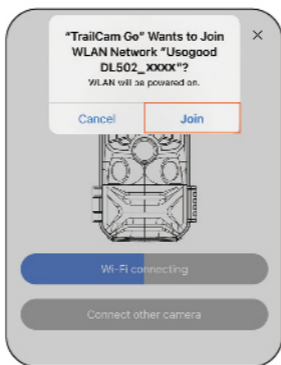 "TrailCam Go" Wants to Join
WLAN Network "Usogood
DL502_XXXX"?
WLAN will be powered on.
Cancel
Join
Wi-Fi connecting
Connect other camera